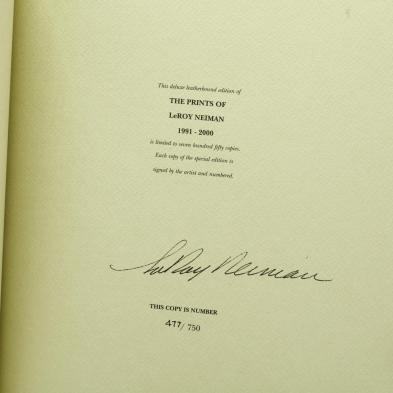 This deluxe leatherbound edition of
THE PRINTS OF
LeROY NEIMAN
1991 - 2000
is limited to seven hundred fifty copies.
Each copy of the special edition is
signed by the artist and numbered.
LeRoy Neiman
THIS COPY IS NUMBER
477/ 750